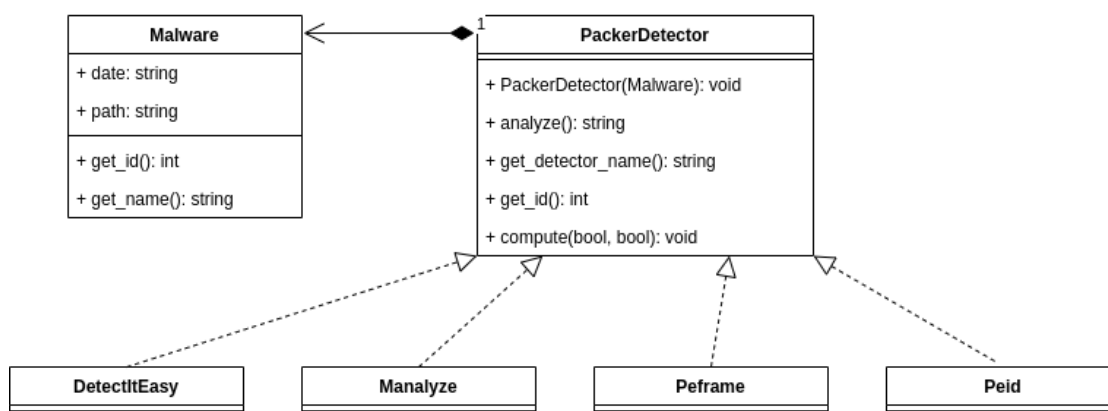 Malware
+ date: string
+ path: string
+ get_id(): int
+ get_name(): string
1
PackerDetector
+ PackerDetector(Malware): void
+ analyze(): string
+ get_detector_name(): string
+ get_id(): int
+ compute(bool, bool): void
DetectItEasy
Manalyze
Peframe
Peid